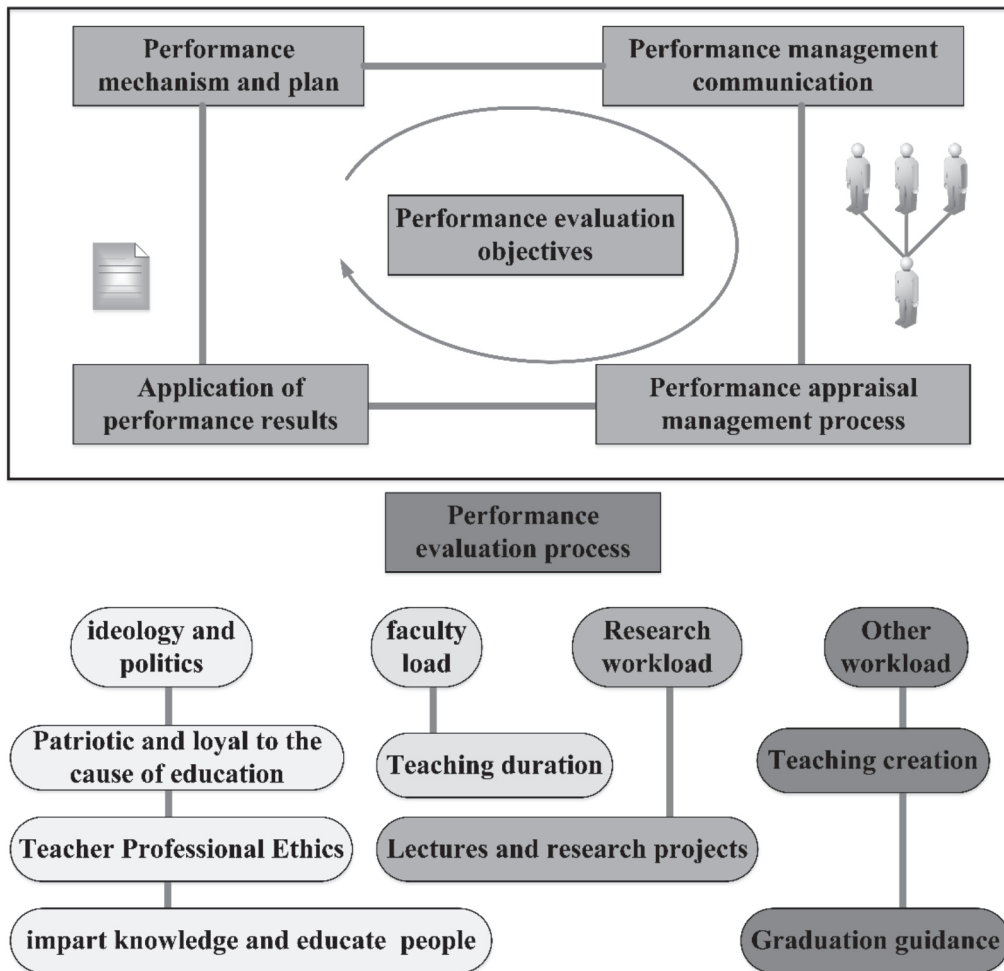 Performance
mechanism and plan
Performance management
communication
Performance evaluation
objectives
Application of
performance results
Performance appraisal
management process
Performance
evaluation process
ideology and
politics
faculty
load
Research
workload
Other
workload
Patriotic and loyal to the
cause of education
Teaching duration
Teaching creation
Teacher Professional Ethics
Lectures and research projects
impart knowledge and educate people
Graduation guidance